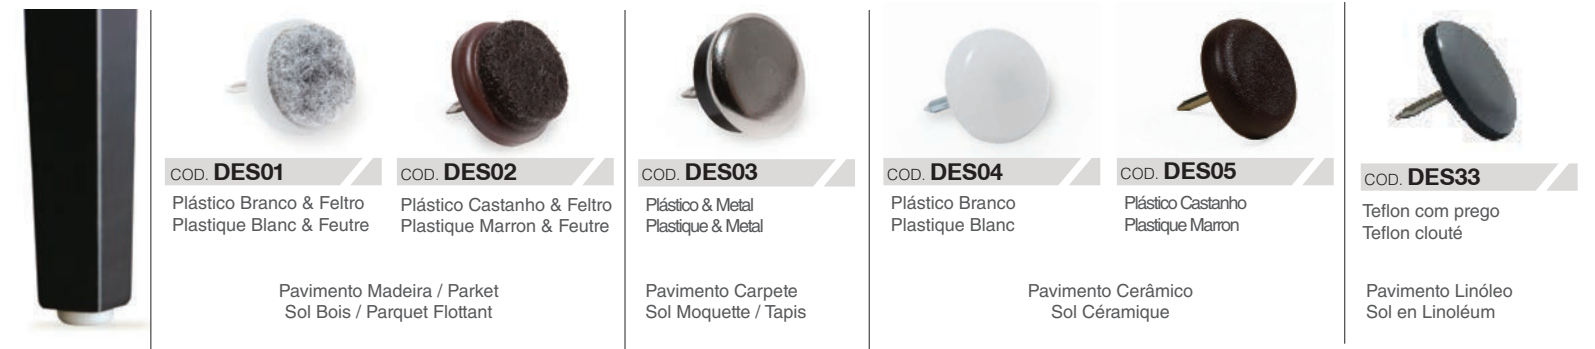 COD. DES01
Plástico Branco & Feltro
Plastique Blanc & Feutre
COD. DES02
Plástico Castanho & Feltro
Plastique Marron & Feutre
Pavimento Madeira / Parket
Sol Bois / Parquet Flottant
COD. DES03
Plástico & Metal
Plastique & Metal
Pavimento Carpete
Sol Moquette / Tapis
COD. DES04
Plástico Branco
Plastique Blanc
COD. DES05
Plástico Castanho
Plastique Marron
Pavimento Cerâmico
Sol Céramique
COD. DES33
Teflon com prego
Teflon clouté
Pavimento Linóleo
Sol en Linoléum